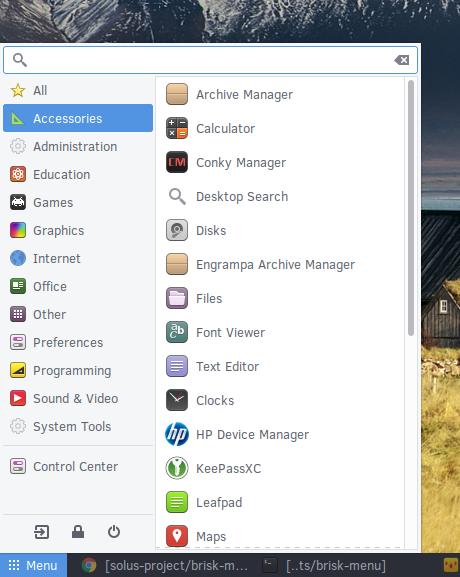 All
Accessories
Administration
Education
Games
Graphics
Internet
Office
Other
Preferences
Programming
Sound & Video
System Tools
Control Center
Archive Manager
Calculator
CM
Conky Manager
Desktop Search
Disks
Engrampa Archive Manager
Files
Font Viewer
Text Editor
Clocks
hp
HP Device Manager
KeePassXC
Leafpad
Maps
Menu
[solus-project/brisk-m...
[..ts/brisk-menu]